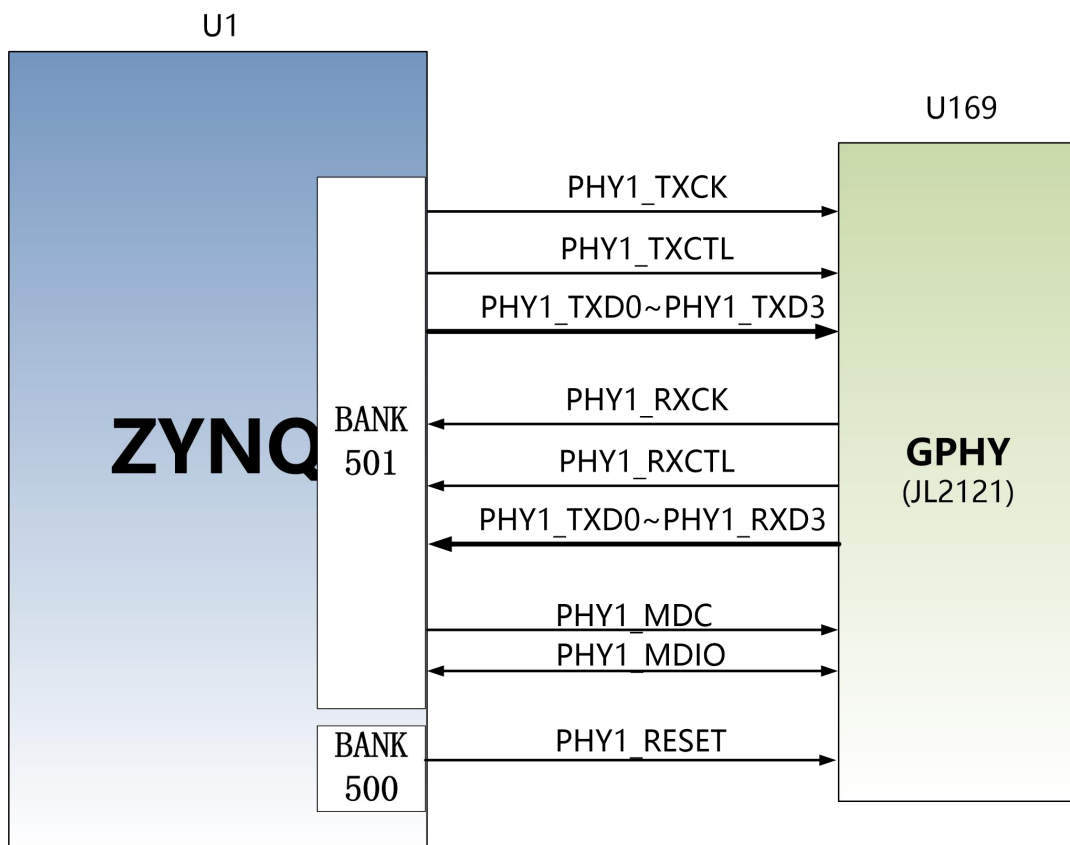 U1
U169
PHY1_TXCK
PHY1_TXCTL
PHY1_TXD0~PHY1_TXD3
PHY1_RXCK
PHY1_RXCTL
PHY1_TXD0~PHY1_RXD3
PHY1_MDC
PHY1_MDIO
PHY1_RESET
ZYNQ
BANK
501
BANK
500
GPHY
(JL2121)